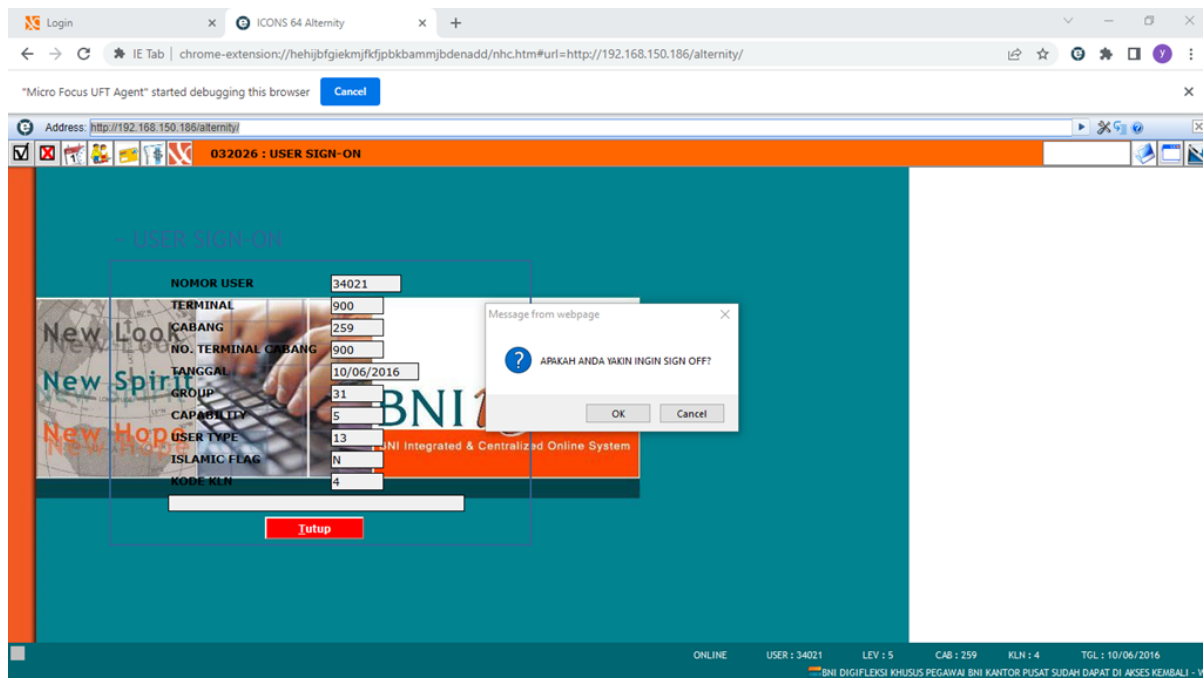 Login
ICONS 64 Alternity
IE Tab | chrome-extension://hehijbfgiekmjfkfjpbkbammjbdenadd/nhc.htm#url=http://192.168.150.186/alternity/
"Micro Focus UFT Agent" started debugging this browser Cancel
Address: http://192.168.150.186/alternity/
032026 : USER SIGN-ON
- USER SIGN-ON
NOMOR USER 34021
TERMINAL 900
CABANG 259
NO. TERMINAL CABANG 900
TANGGAL 10/06/2016
GROUP 31
CAPABILITY 5
USER TYPE 13
ISLAMIC FLAG N
KODE KLN 4
Tutup
New Look
New Spirit
New Hope
BNI
BNI Integrated & Centralized Online System
Message from webpage
APAKAH ANDA YAKIN INGIN SIGN OFF?
OK Cancel
ONLINE USER : 34021 LEV : 5 CAB : 259 KLN : 4 TGL : 10/06/2016
BNI DIGIFLEKSI KHUSUS PEGAWAI BNI KANTOR PUSAT SUDAH DAPAT DI AKSES KEMBALI -